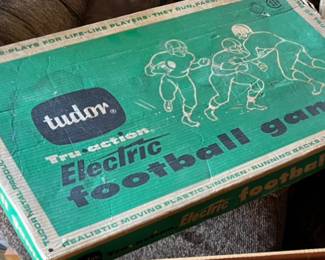 PLAYS FOR LIFE-LIKE PLAYERS · THEY RUN, PASS,
tudor®
Tru-action
Electric
football gam
REALISTIC MOVING PLASTIC LINEMEN · RUNNING BACKS
Electric footba